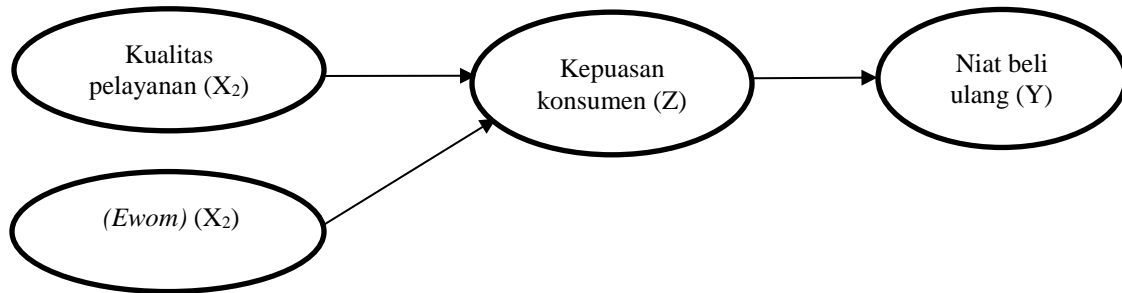 Kualitas
pelayanan (X₂)
Kepuasan
konsumen (Z)
Niat beli
ulang (Y)
(Ewom) (X₂)